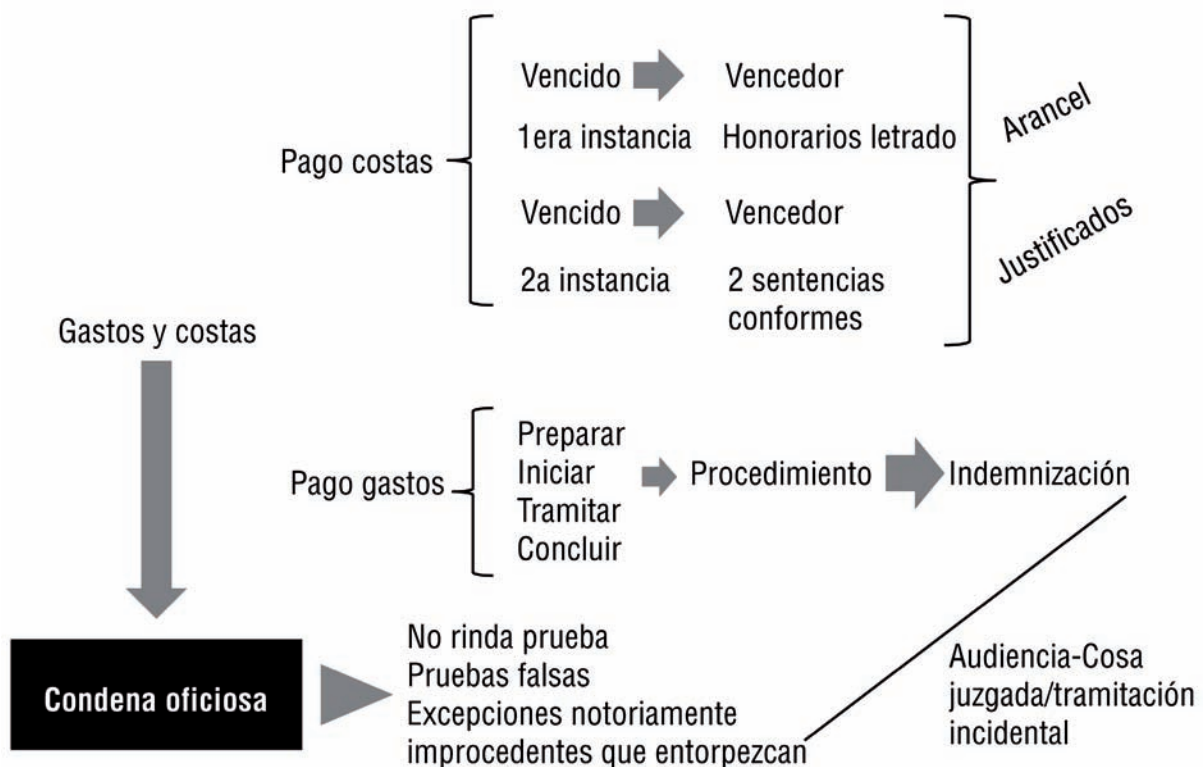 Pago costas
Vencido
Vencedor
1era instancia
Honorarios letrado
Vencido
Vencedor
2a instancia
2 sentencias
conformes
Arancel
Justificados
Gastos y costas
Pago gastos
Preparar
Iniciar
Tramitar
Concluir
Procedimiento
Indemnización
Condena oficiosa
No rinda prueba
Pruebas falsas
Excepciones notoriamente
improcedentes que entorpezcan
Audiencia-Cosa
juzgada/tramitación
incidental